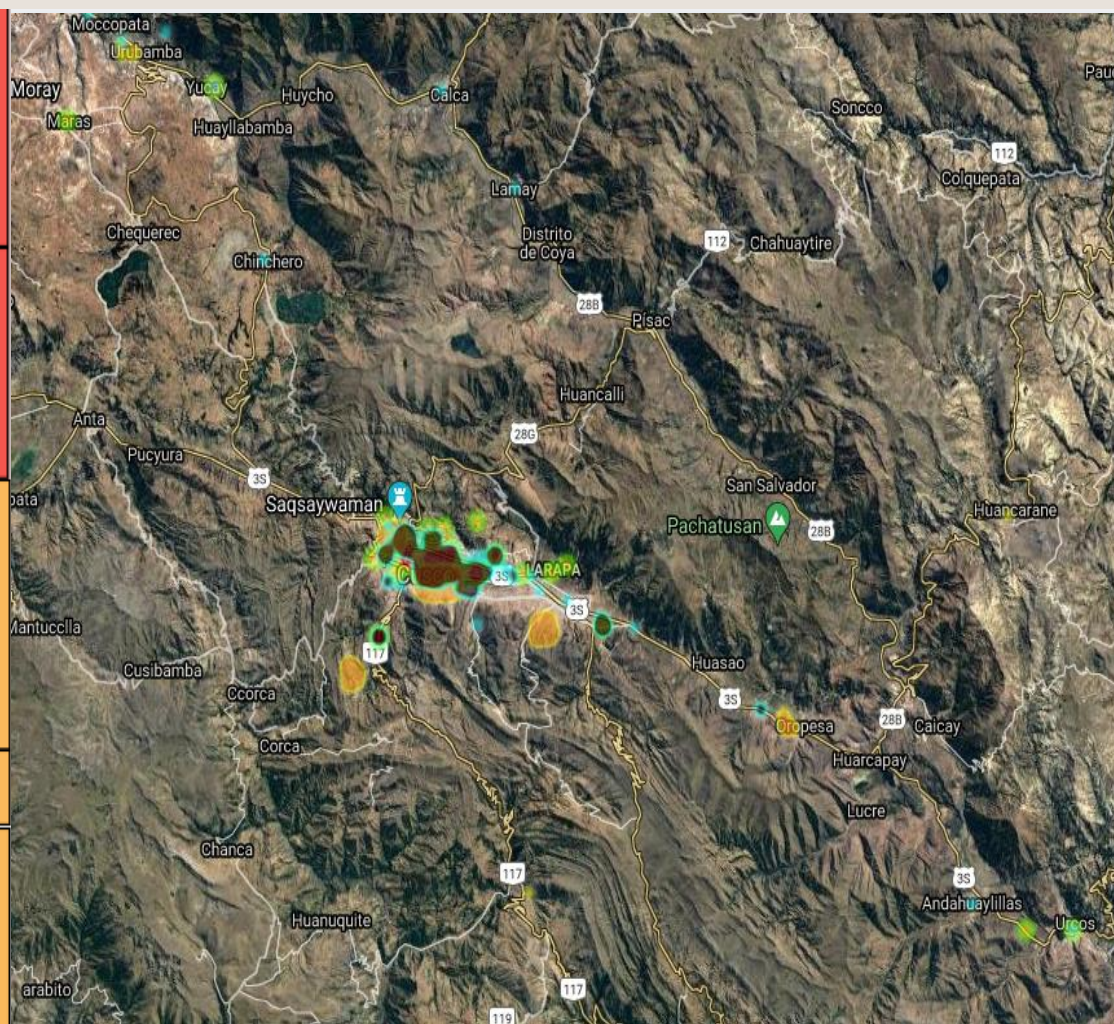 Moccopata
Urubamba
Moray
Yucay
Huycho
Calca
Maras
Huayllabamba
Soncco
112
Colquepata
Lamay
Chequerec
Distrito
de Coya
112
Chahuaytire
Chinchero
28B
Pisac
Huancalli
Anta
28G
Pucyura
3S
San Salvador
Saqsaywaman
Huancarane
Pachatusan
28B
3S
LARAPA
3S
117
Cusibamba
Huasao
Ccorca
3S
Oropesa
28B
Caicay
Corca
Huarcapay
Lucre
Chanca
117
3S
Andahuaylillas
Huanuquite
Urcos
arabito
117
119